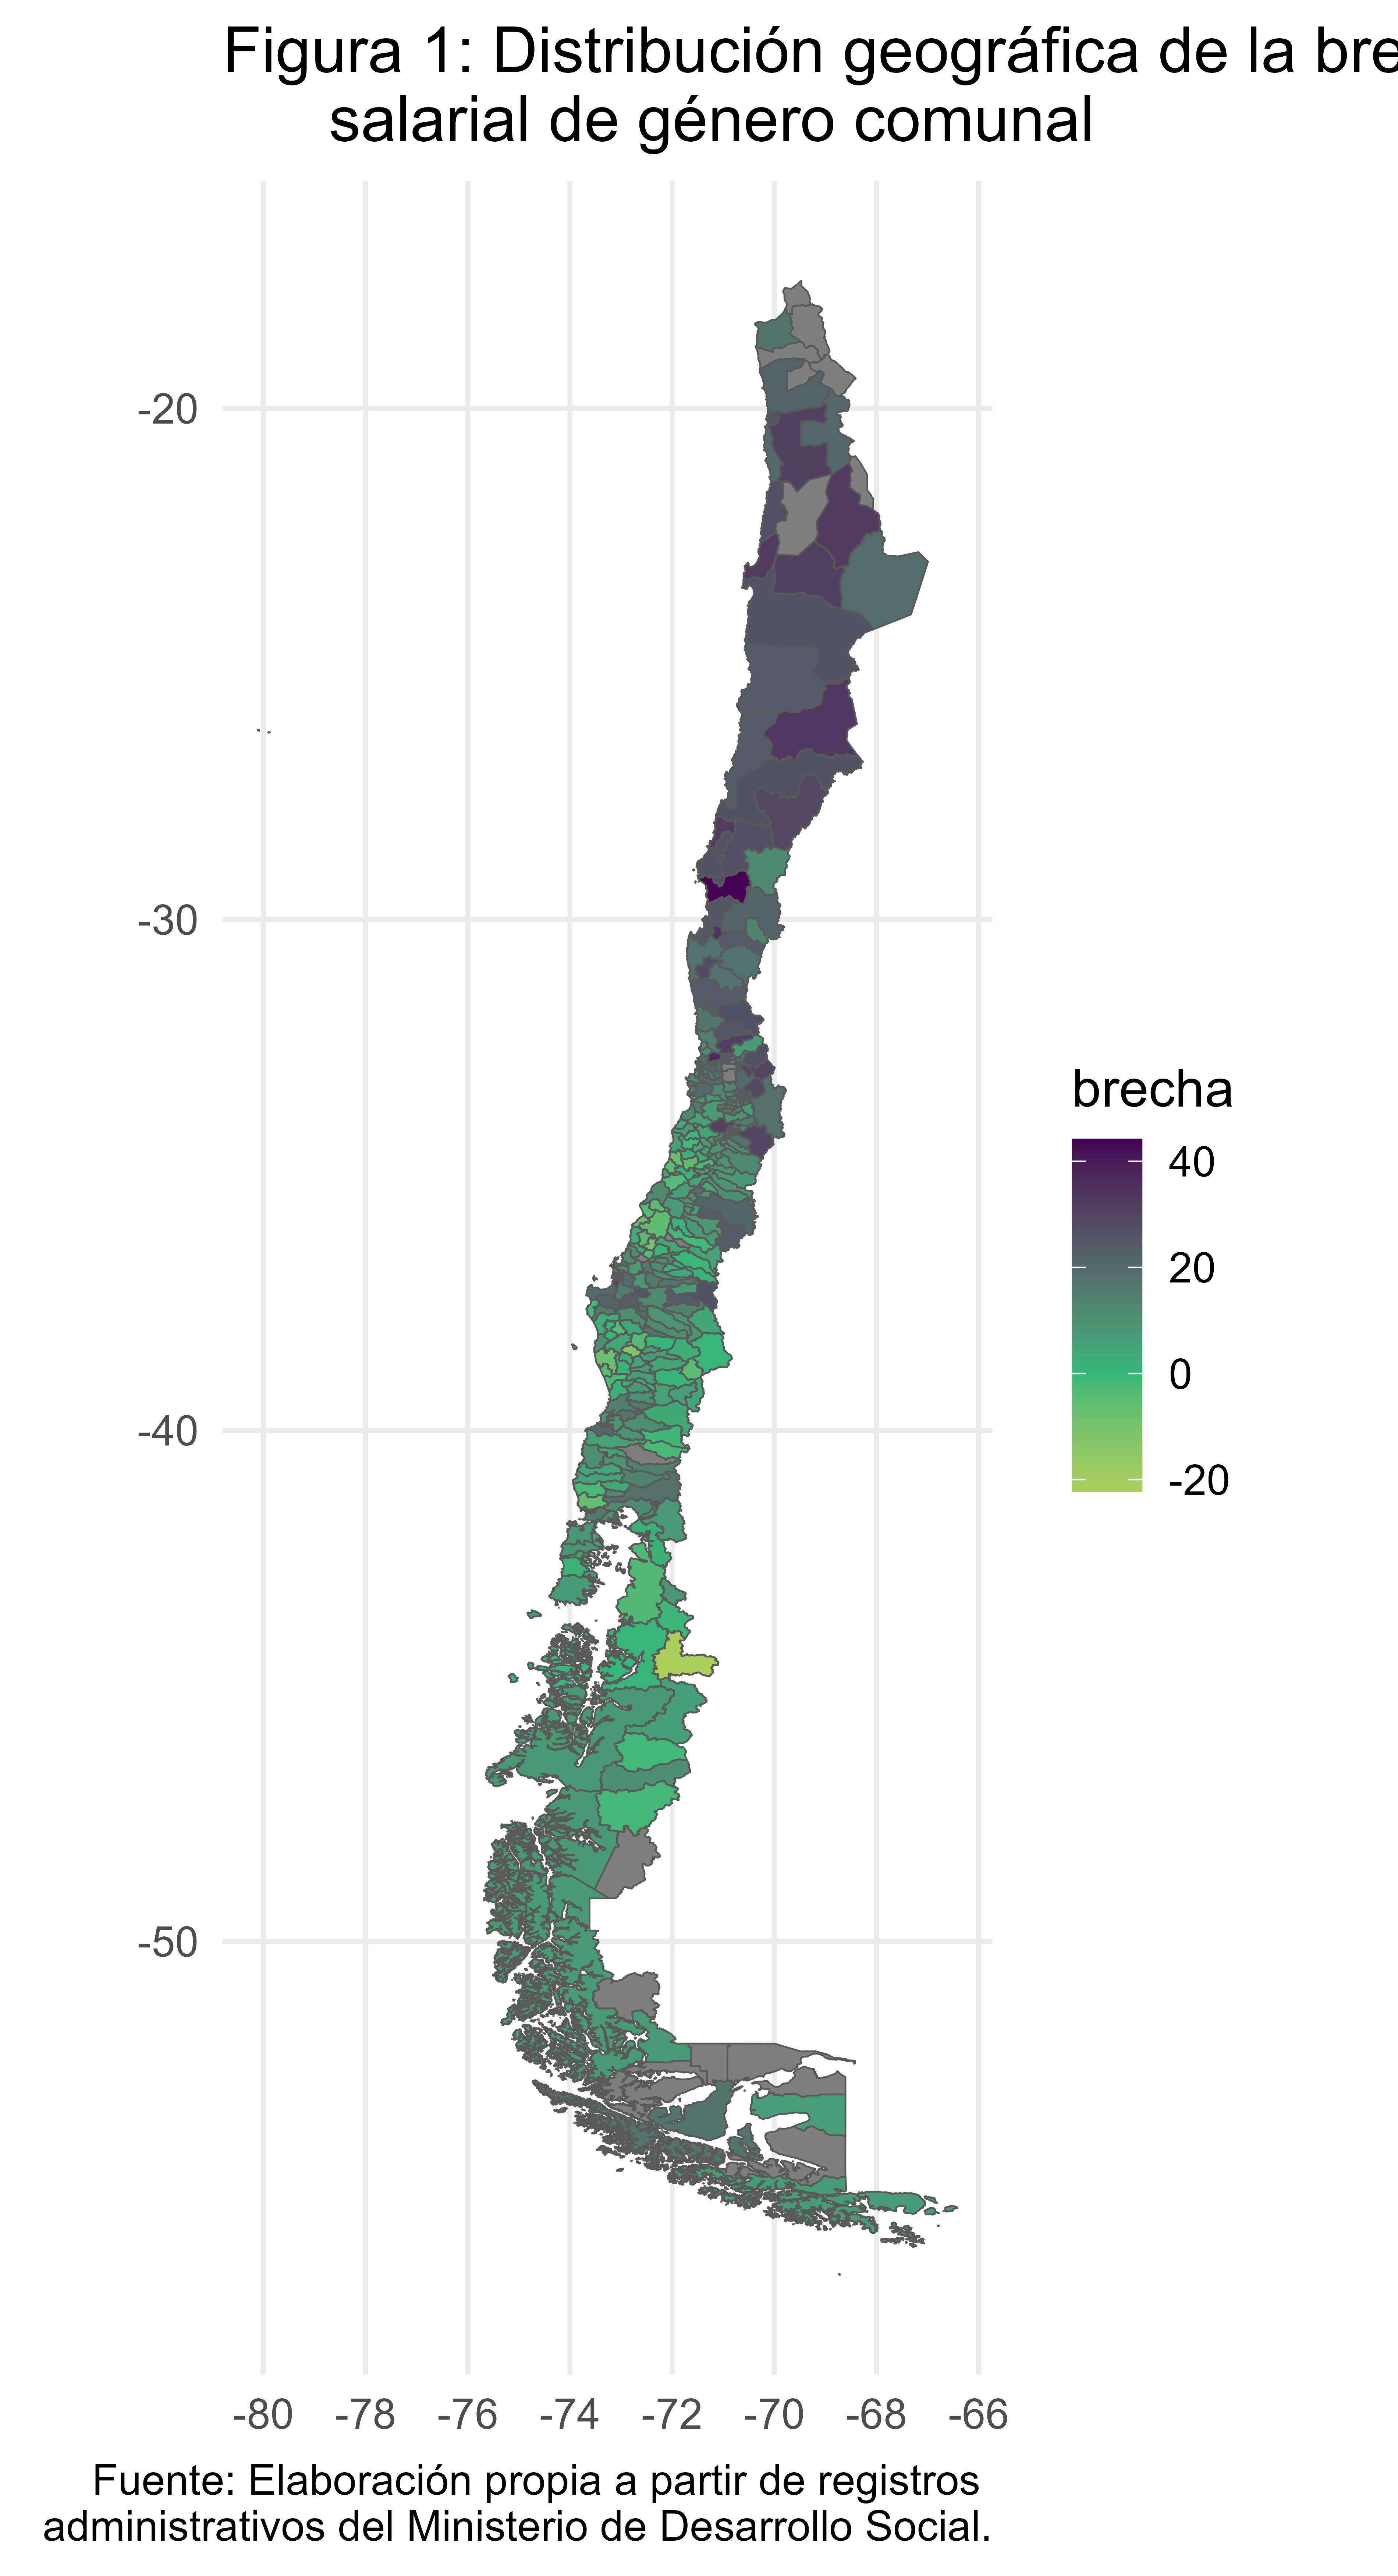 Figura 1: Distribución geográfica de la bre
salarial de género comunal
-20
-30
-40
-50
brecha
40
20
0
-20
-80 -78 -76 -74 -72 -70 -68 -66
Fuente: Elaboración propia a partir de registros
administrativos del Ministerio de Desarrollo Social.